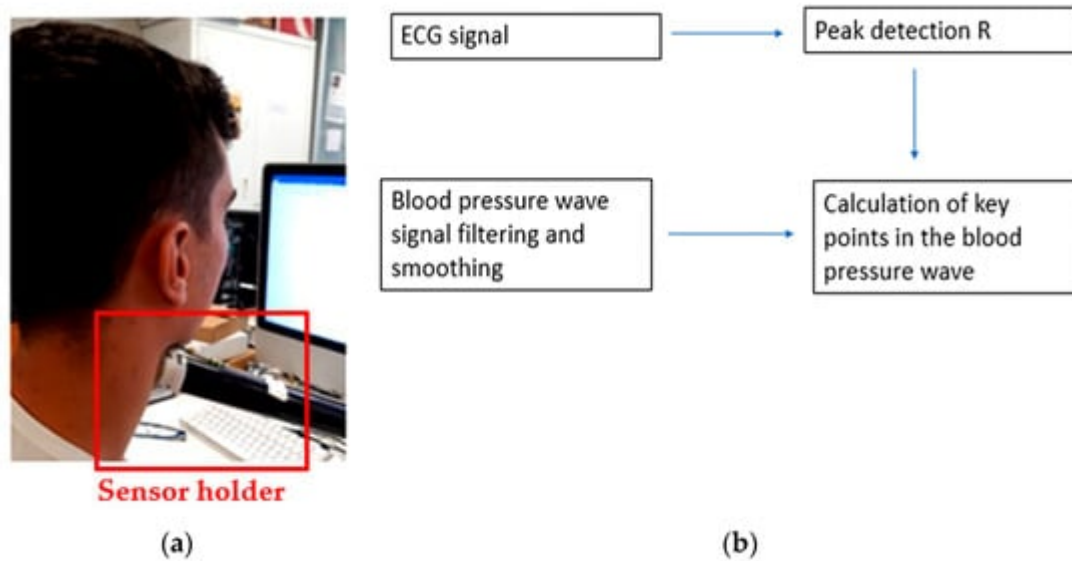 ECG signal
Peak detection R
Blood pressure wave
signal filtering and
smoothing
Calculation of key
points in the blood
pressure wave
Sensor holder
(a)
(b)